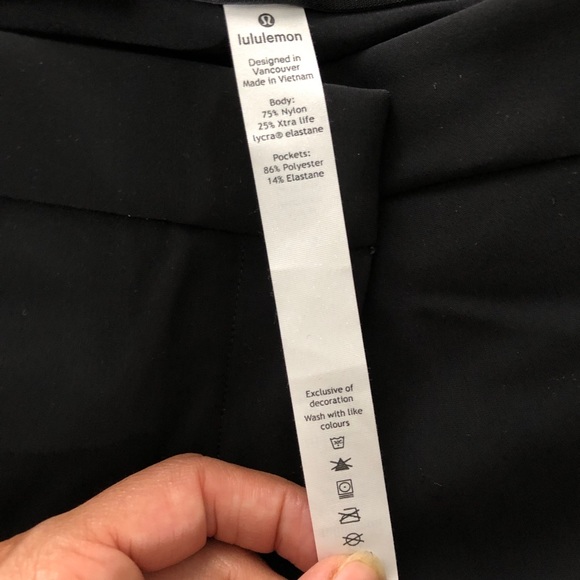 lululemon
Designed in
Vancouver
Made in Vietnam
Body:
75% Nylon
25% Xtra life
lycra® elastane
Pockets:
86% Polyester
14% Elastane
Exclusive of
decoration
Wash with like
colours